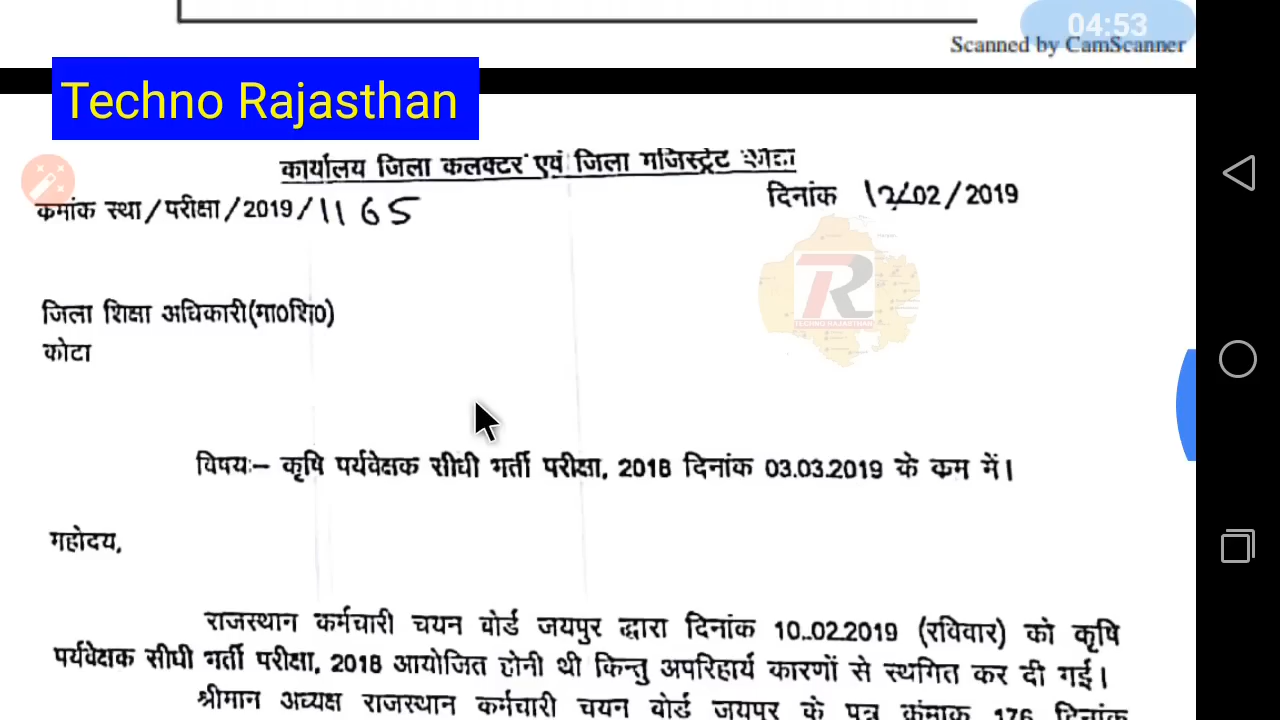 04:53
Scanned by CamScanner
Techno Rajasthan
कार्यालय जिला कलक्टर एवं जिला मजिस्ट्रेट कोटा
क्रमांक स्था/परीक्षा/2019/1165
दिनांक 12/02/2019
TR
TECHNO RAJASTHAN
जिला शिक्षा अधिकारी(मा0शि0)
कोटा
विषयः– कृषि पर्यवेक्षक सीधी भर्ती परीक्षा, 2018 दिनांक 03.03.2019 के कम में।
महोदय,
राजस्थान कर्मचारी चयन बोर्ड जयपुर द्वारा दिनांक 10..02.2019 (रविवार) को कृषि
पर्यवेक्षक सीधी भर्ती परीक्षा, 2018 आयोजित होनी थी किन्तु अपरिहार्य कारणों से स्थगित कर दी गई।
श्रीमान अध्यक्ष राजस्थान कर्मचारी चयन बोर्ड जयपुर के पत्र कंमाक 176 दिनांक